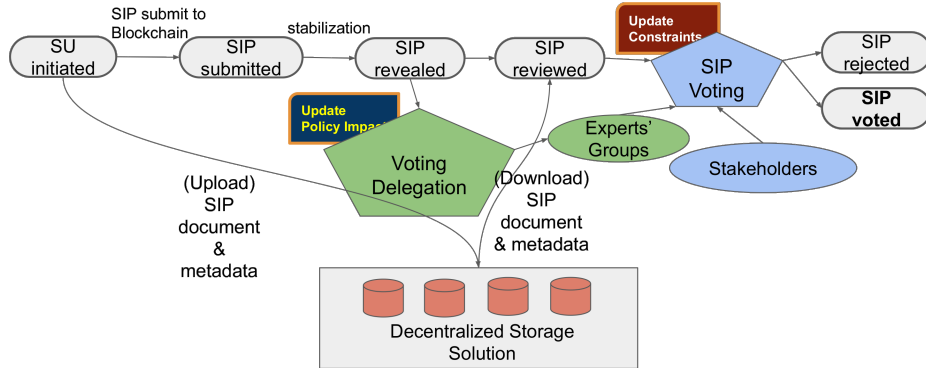 SIP submit to
Blockchain
SU
initiated
SIP
submitted
stabilization
SIP
revealed
SIP
reviewed
Update
Constraints
SIP
Voting
SIP
rejected
SIP
voted
Update
Policy Impac
Voting
Delegation
Experts'
Groups
Stakeholders
(Upload)
SIP
document
&
metadata
(Download)
SIP
document
& metadata
Decentralized Storage
Solution